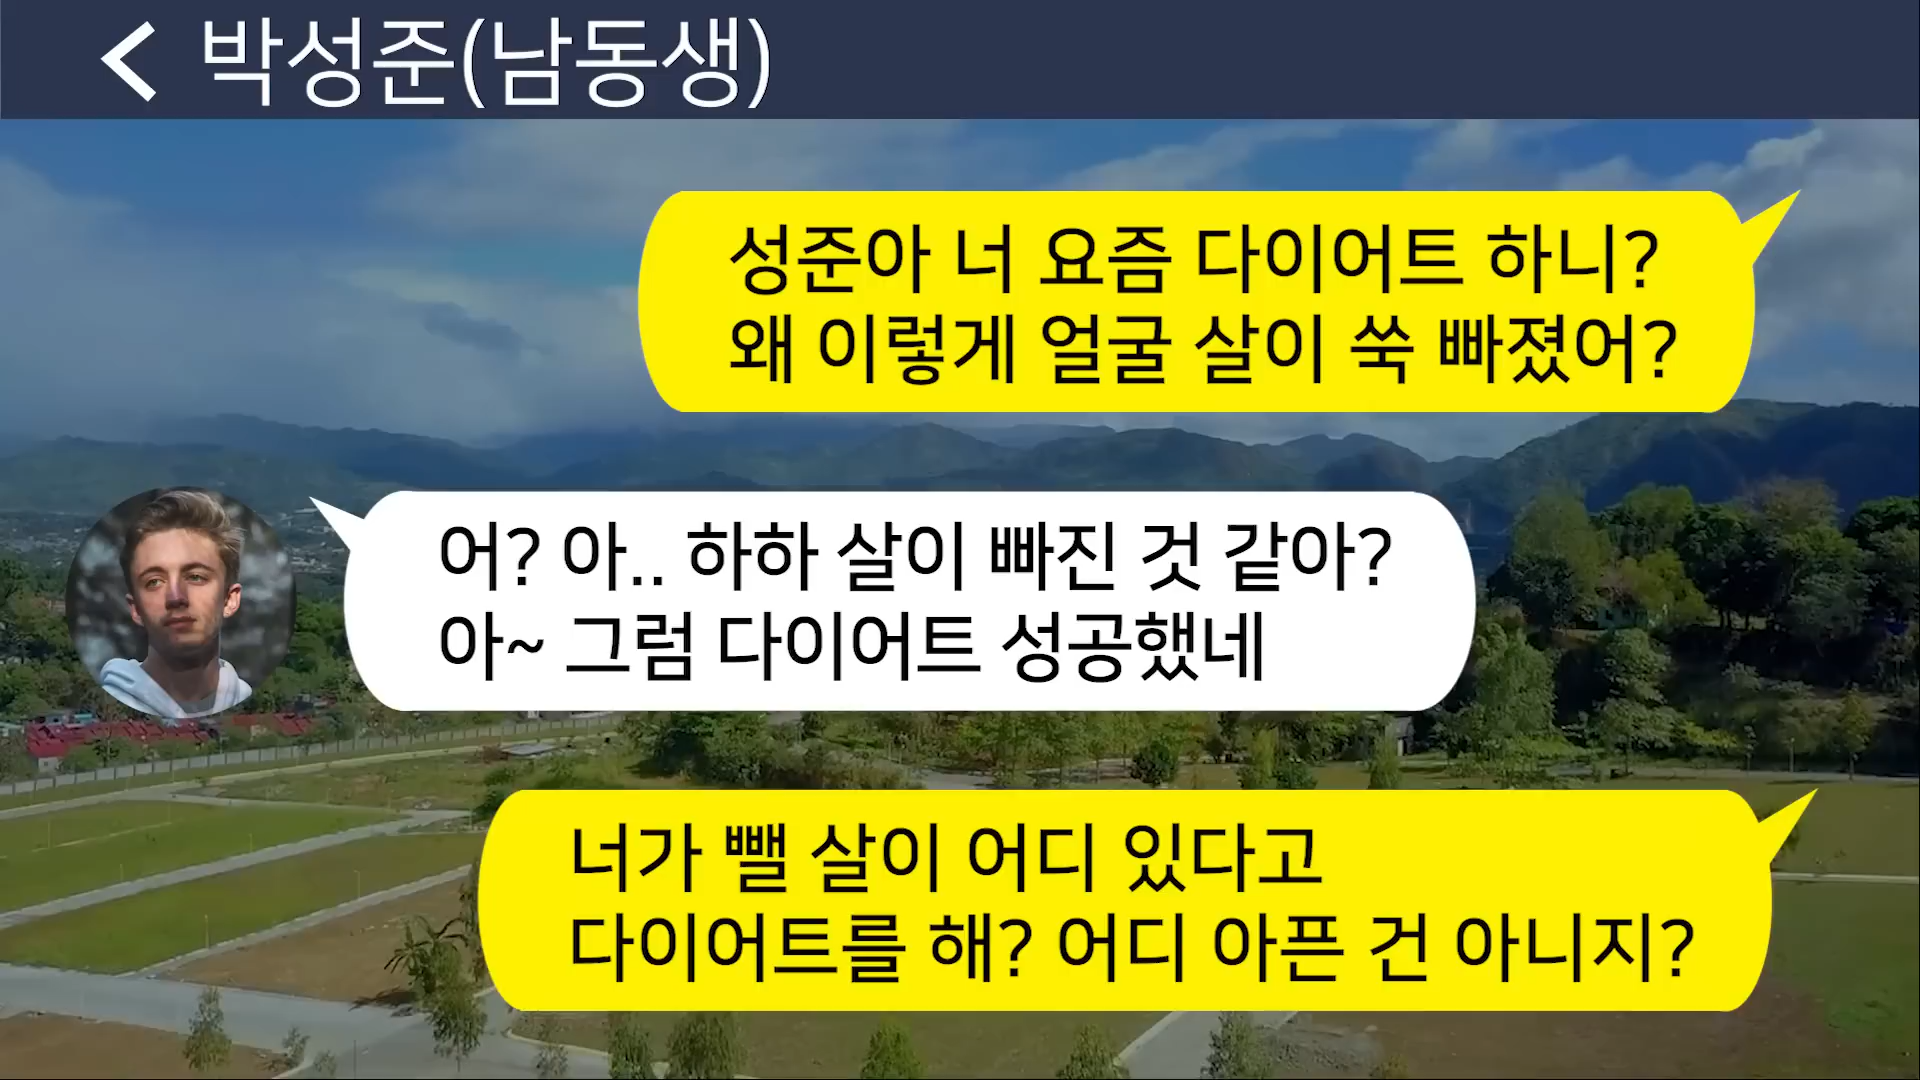 박성준(남동생)
성준아 너 요즘 다이어트 하니?
왜 이렇게 얼굴 살이 쑥 빠졌어?
어? 아.. 하하 살이 빠진 것 같아?
아~ 그럼 다이어트 성공했네
너가 뺄 살이 어디 있다고
다이어트를 해? 어디 아픈 건 아니지?